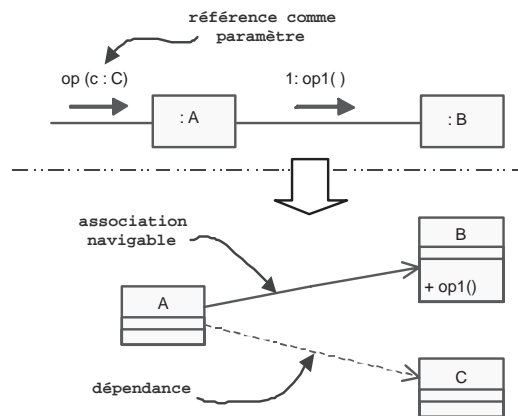 référence comme
paramètre
op (c : C)
1: op1( )
: A
: B
association
navigable
B
A
+ op1()
dépendance
C